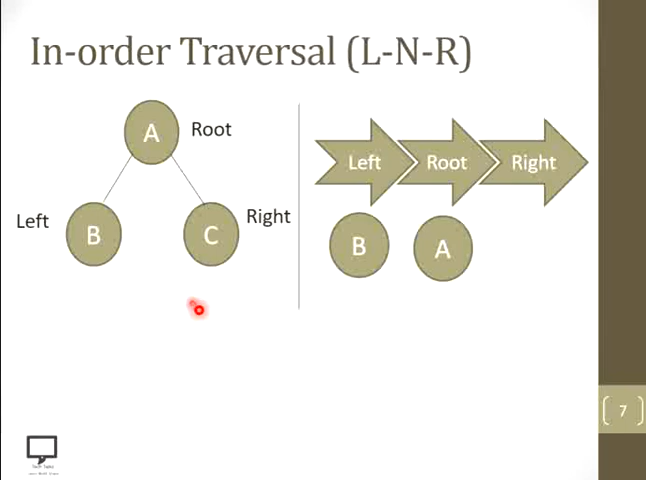 In-order Traversal (L-N-R)
A
Root
Left
B
C
Right
Left
Root
Right
B
A
7